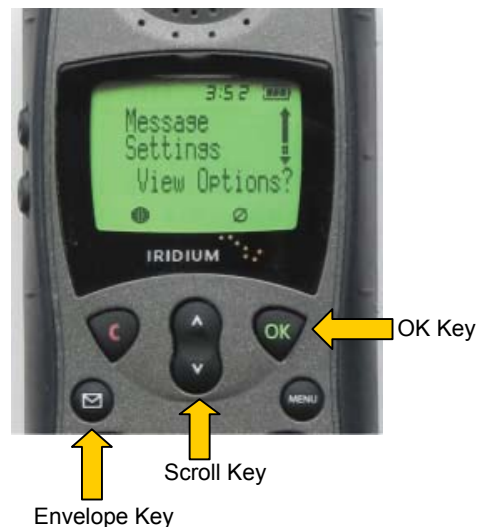 3:52
Message
Settings
View Options?
IRIDIUM
C
OK
OK Key
MENU
Scroll Key
Envelope Key